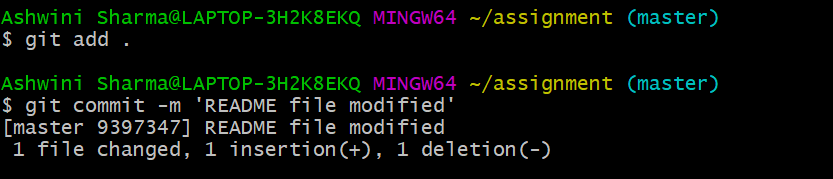 Ashwini Sharma@LAPTOP-3H2K8EKQ MINGW64 ~/assignment (master)
$ git add .
Ashwini Sharma@LAPTOP-3H2K8EKQ MINGW64 ~/assignment (master)
$ git commit -m 'README file modified'
[master 9397347] README file modified
 1 file changed, 1 insertion(+), 1 deletion(-)